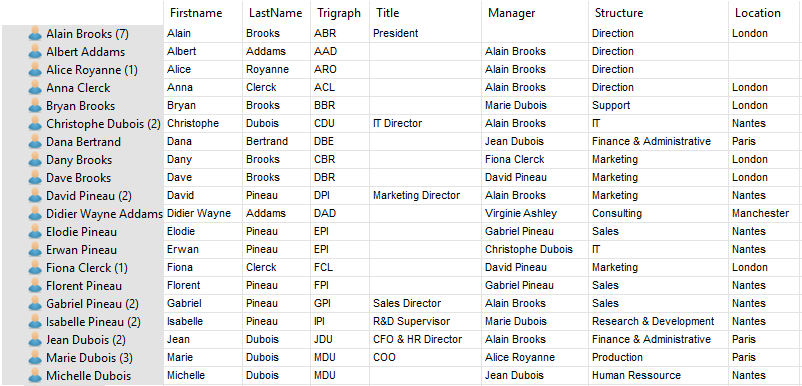 Firstname LastName Trigraph Title Manager Structure Location
Alain Brooks (7) Alain Brooks ABR President Direction London
Albert Addams Albert Addams AAD Alain Brooks Direction
Alice Royanne (1) Alice Royanne ARO Alain Brooks Direction
Anna Clerck Anna Clerck ACL Alain Brooks Direction London
Bryan Brooks Bryan Brooks BBR Marie Dubois Support London
Christophe Dubois (2) Christophe Dubois CDU IT Director Alain Brooks IT Nantes
Dana Bertrand Dana Bertrand DBE Jean Dubois Finance & Administrative Paris
Dany Brooks Dany Brooks CBR Fiona Clerck Marketing London
Dave Brooks Dave Brooks DBR David Pineau Marketing London
David Pineau (2) David Pineau DPI Marketing Director Alain Brooks Marketing Nantes
Didier Wayne Addams Didier Wayne Addams DAD Virginie Ashley Consulting Manchester
Elodie Pineau Elodie Pineau EPI Gabriel Pineau Sales Nantes
Erwan Pineau Erwan Pineau EPI Christophe Dubois IT Nantes
Fiona Clerck (1) Fiona Clerck FCL David Pineau Marketing London
Florent Pineau Florent Pineau FPI Gabriel Pineau Sales Nantes
Gabriel Pineau (2) Gabriel Pineau GPI Sales Director Alain Brooks Sales Nantes
Isabelle Pineau (2) Isabelle Pineau IPI R&D Supervisor Marie Dubois Research & Development Nantes
Jean Dubois (2) Jean Dubois JDU CFO & HR Director Alain Brooks Finance & Administrative Paris
Marie Dubois (3) Marie Dubois MDU COO Alice Royanne Production Paris
Michelle Dubois Michelle Dubois MDU Jean Dubois Human Ressource Nantes